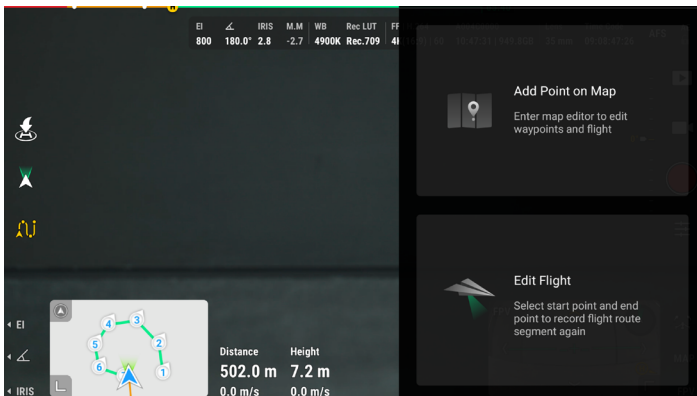 EI IRIS M.M WB Rec LUT
800 180.0° 2.8 -2.7 4900K Rec.709
H
Add Point on Map
Enter map editor to edit
waypoints and flight
Edit Flight
Select start point and end
point to record flight route
segment again
EI
IRIS
4 3
5 2
6 1
Distance Height
502.0 m 7.2 m
0.0 m/s 0.0 m/s